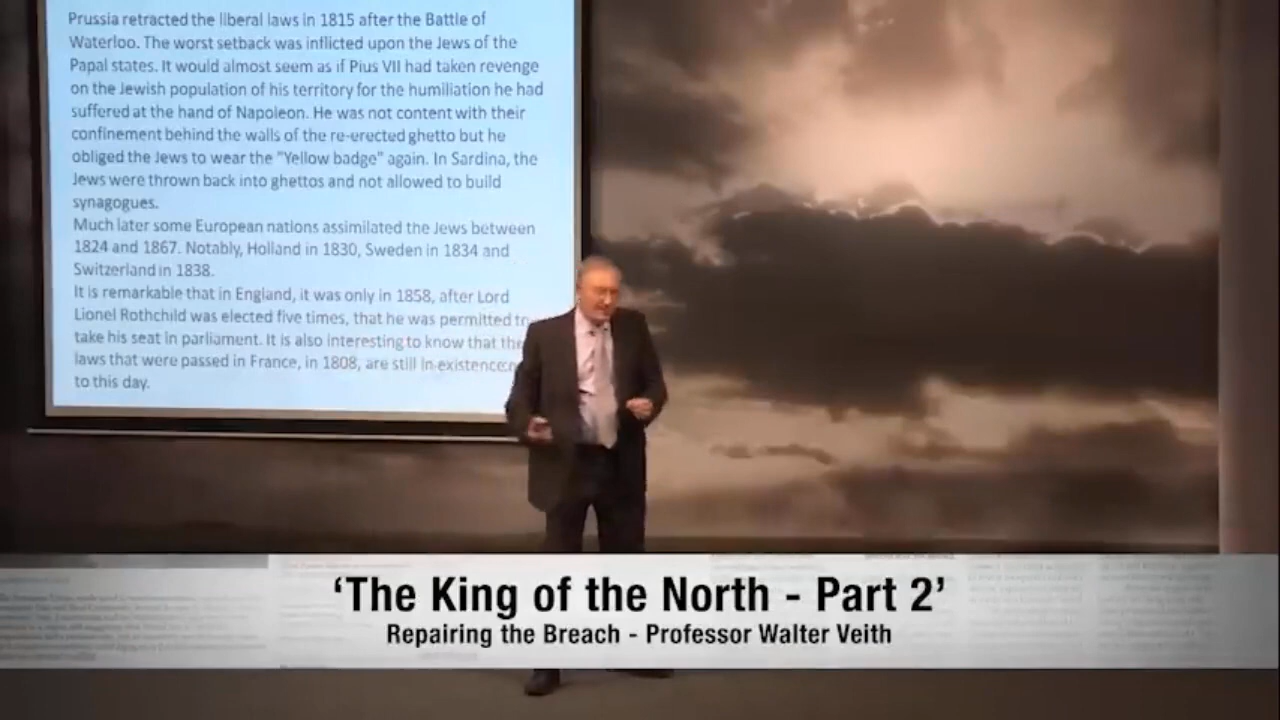 Prussia retracted the liberal laws in 1815 after the Battle of
Waterloo. The worst setback was inflicted upon the Jews of the
Papal states. It would almost seem as if Pius VII had taken revenge
on the Jewish population of his territory for the humiliation he had
suffered at the hand of Napoleon. He was not content with their
confinement behind the walls of the re-erected ghetto but he
obliged the Jews to wear the "Yellow badge" again. In Sardina, the
Jews were thrown back into ghettos and not allowed to build
synagogues.
Much later some European nations assimilated the Jews between
1824 and 1867. Notably, Holland in 1830, Sweden in 1834 and
Switzerland in 1838.
It is remarkable that in England, it was only in 1858, after Lord
Lionel Rothchild was elected five times, that he was permitted to
take his seat in parliament. It is also interesting to know that the
laws that were passed in France, in 1808, are still in existence
to this day.
‘The King of the North - Part 2’
Repairing the Breach - Professor Walter Veith